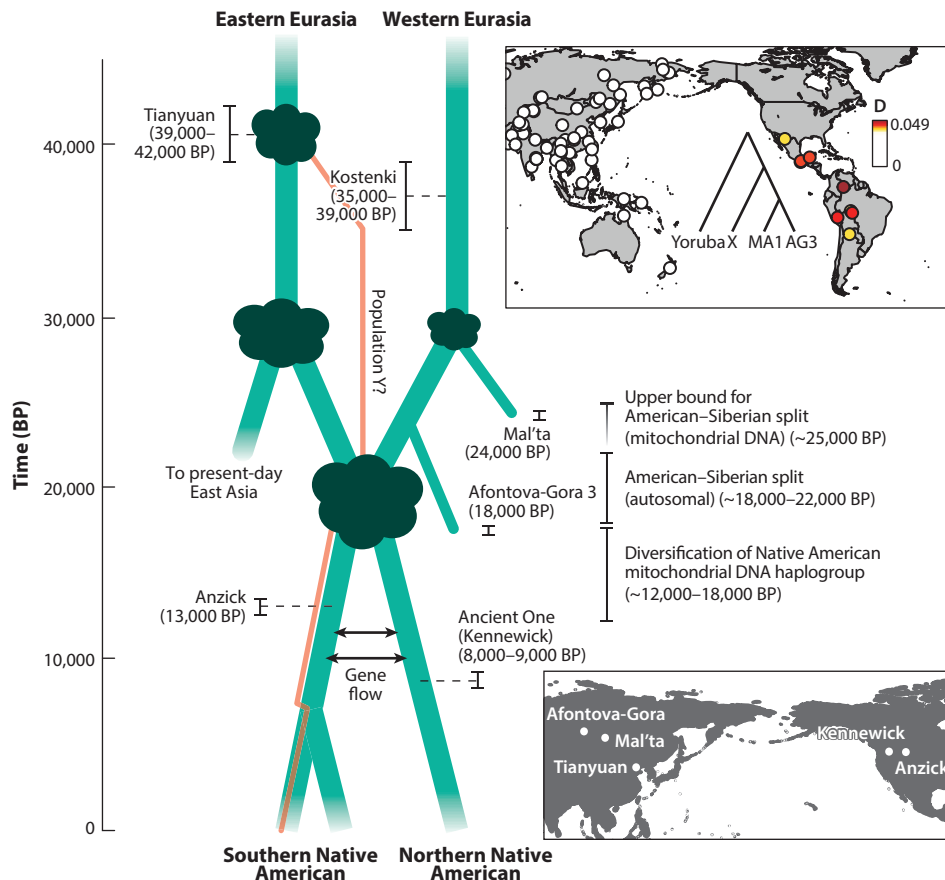 Eastern Eurasia
Western Eurasia
Time (BP)
40,000
30,000
20,000
10,000
0
Tianyuan
(39,000–
42,000 BP)
Kostenki
(35,000–
39,000 BP)
Population Y?
To present-day
East Asia
Mal'ta
(24,000 BP)
Afontova-Gora 3
(18,000 BP)
Anzick
(13,000 BP)
Gene
flow
Ancient One
(Kennewick)
(8,000–9,000 BP)
Southern Native
American
Northern Native
American
D
0.049
0
Yoruba X MA1 AG3
Upper bound for
American–Siberian split
(mitochondrial DNA) (~25,000 BP)
American–Siberian split
(autosomal) (~18,000–22,000 BP)
Diversification of Native American
mitochondrial DNA haplogroup
(~12,000–18,000 BP)
Afontova-Gora
Mal'ta
Tianyuan
Kennewick
Anzick